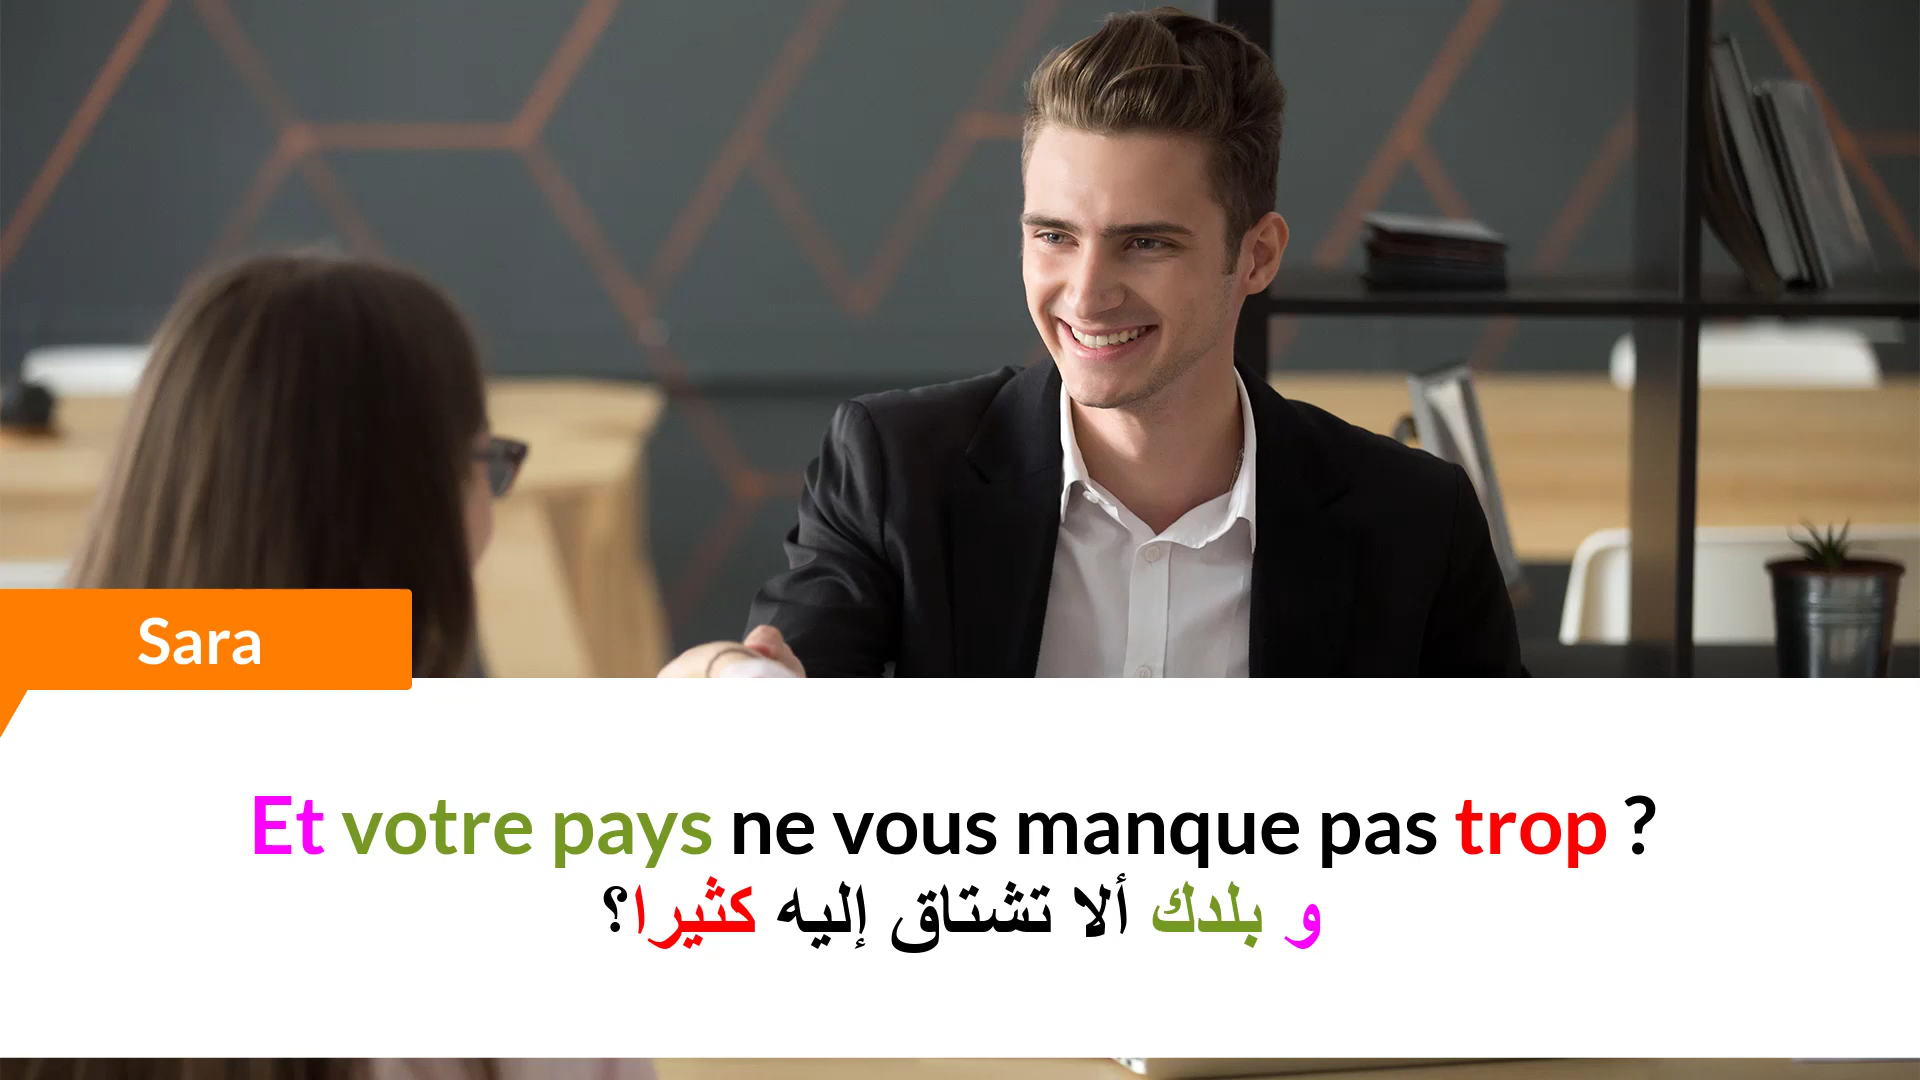 Sara
Et votre pays ne vous manque pas trop ?
و بلدك ألا تشتاق إليه كثيرا؟